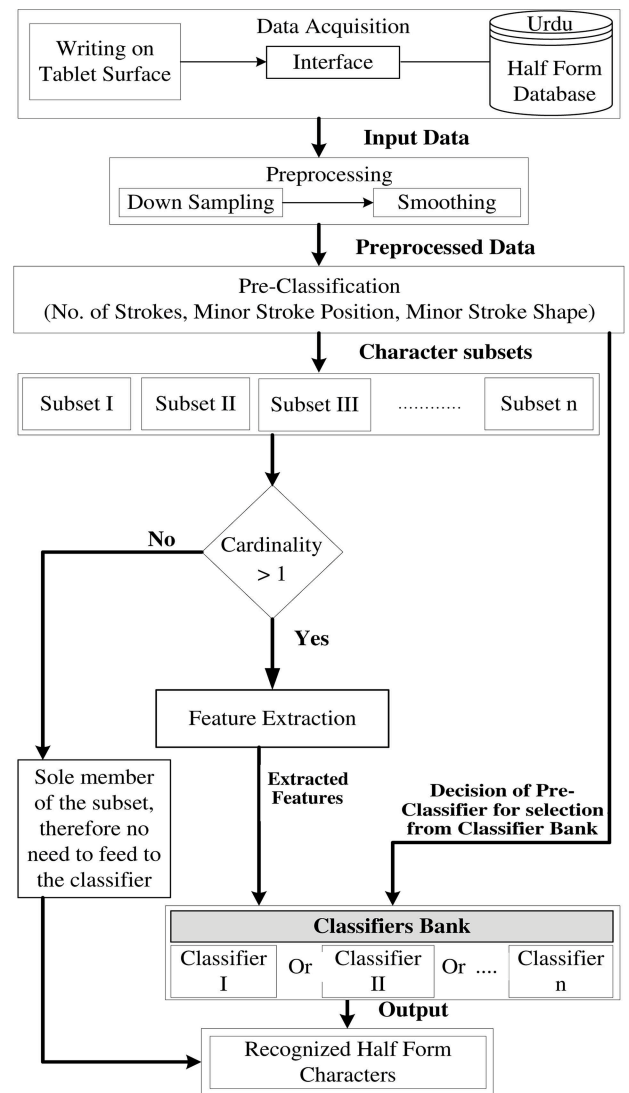 Data Acquisition
Writing on
Tablet Surface
Interface
Urdu
Half Form
Database
Input Data
Preprocessing
Down Sampling
Smoothing
Preprocessed Data
Pre-Classification
(No. of Strokes, Minor Stroke Position, Minor Stroke Shape)
Character subsets
Subset I
Subset II
Subset III
............
Subset n
Cardinality
> 1
No
Yes
Feature Extraction
Sole member
of the subset,
therefore no
need to feed to
the classifier
Extracted
Features
Decision of Pre-
Classifier for selection
from Classifier Bank
Classifiers Bank
Classifier
I
Or
Classifier
II
Or ....
Classifier
n
Output
Recognized Half Form
Characters